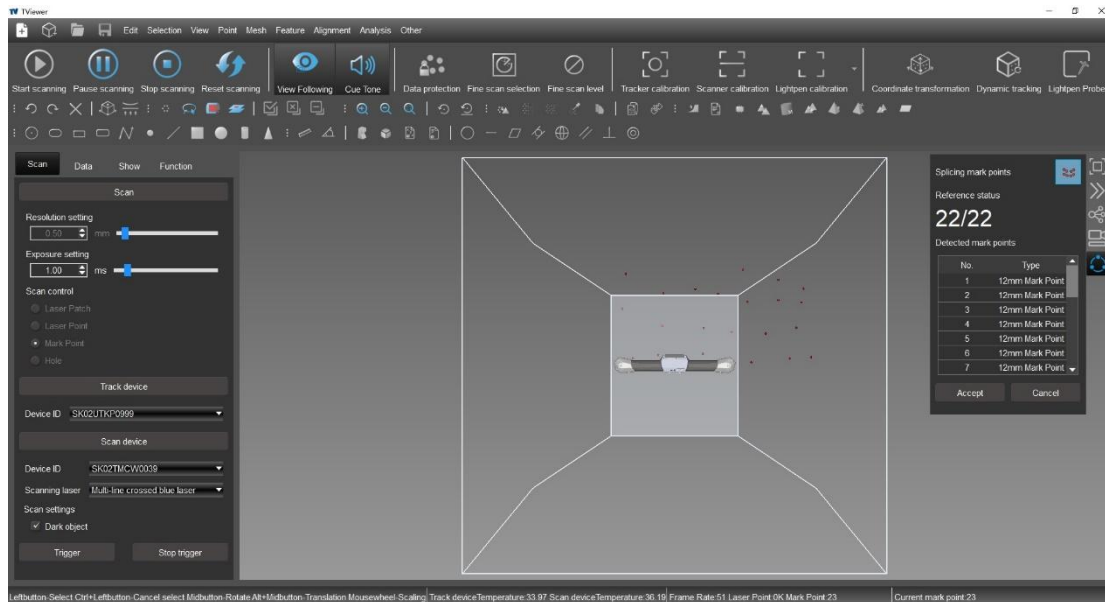 TViewer
Edit Selection View Point Mesh Feature Alignment Analysis Other
Start scanning Pause scanning Stop scanning Reset scanning View Following Cue Tone Data protection Fine scan selection Fine scan level Tracker calibration Scanner calibration Lightpen calibration Coordinate transformation Dynamic tracking Lightpen Probe
Scan Data Show Function
Scan
Resolution setting
0.50 mm
Exposure setting
1.00 ms
Scan control
Laser Patch
Laser Point
Mark Point
Hole
Track device
Device ID SK02UTKP0999
Scan device
Device ID SK02TMCW0039
Scanning laser Multi-line crossed blue laser
Scan settings
Dark object
Trigger Stop trigger
Splicing mark points
Reference status
22/22
Detected mark points
No. Type
1 12mm Mark Point
2 12mm Mark Point
3 12mm Mark Point
4 12mm Mark Point
5 12mm Mark Point
6 12mm Mark Point
7 12mm Mark Point
Accept Cancel
Leftbutton-Select Ctrl+Leftbutton-Cancel select Midbutton-Rotate Alt+Midbutton-Translation Mousewheel-Scaling Track deviceTemperature:33.97 Scan deviceTemperature:36.19 Frame Rate:51 Laser Point:0K Mark Point:23 Current mark point:23